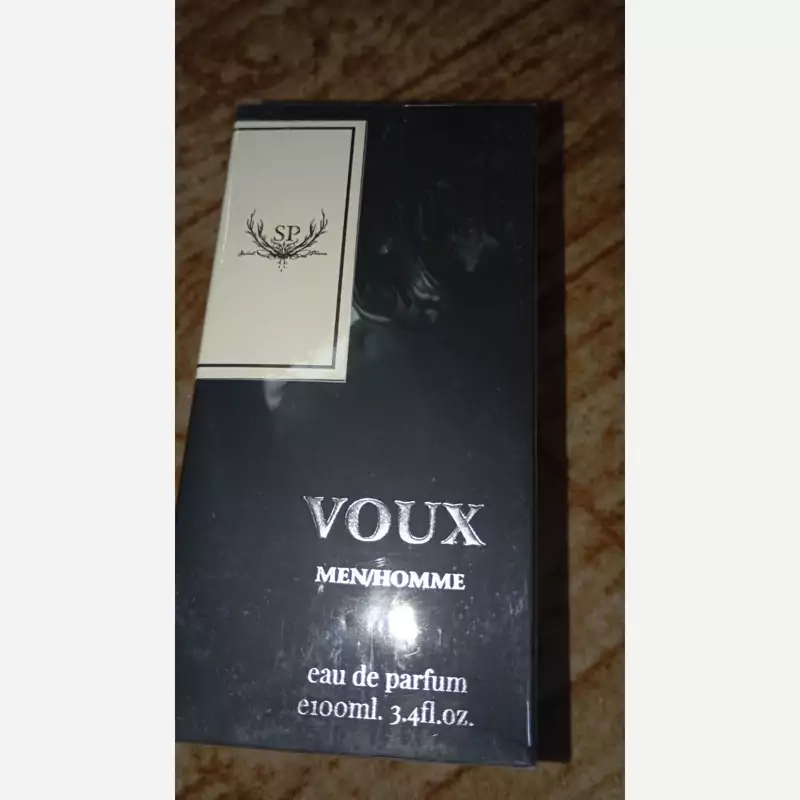 SP
VOUX
MEN/HOMME
eau de parfum
e100ml. 3.4fl.oz.